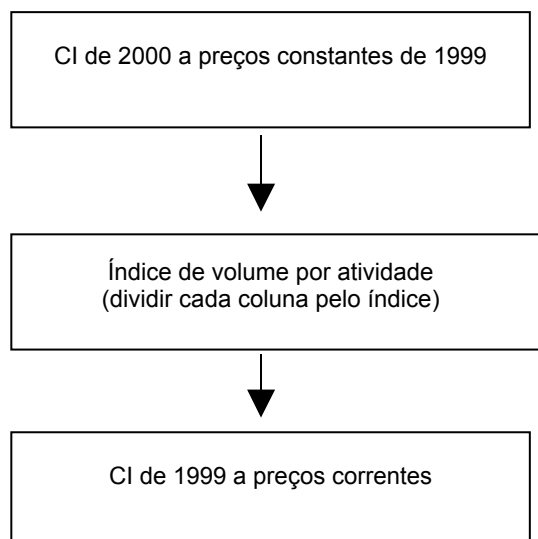 CI de 2000 a preços constantes de 1999
Índice de volume por atividade
(dividir cada coluna pelo índice)
CI de 1999 a preços correntes